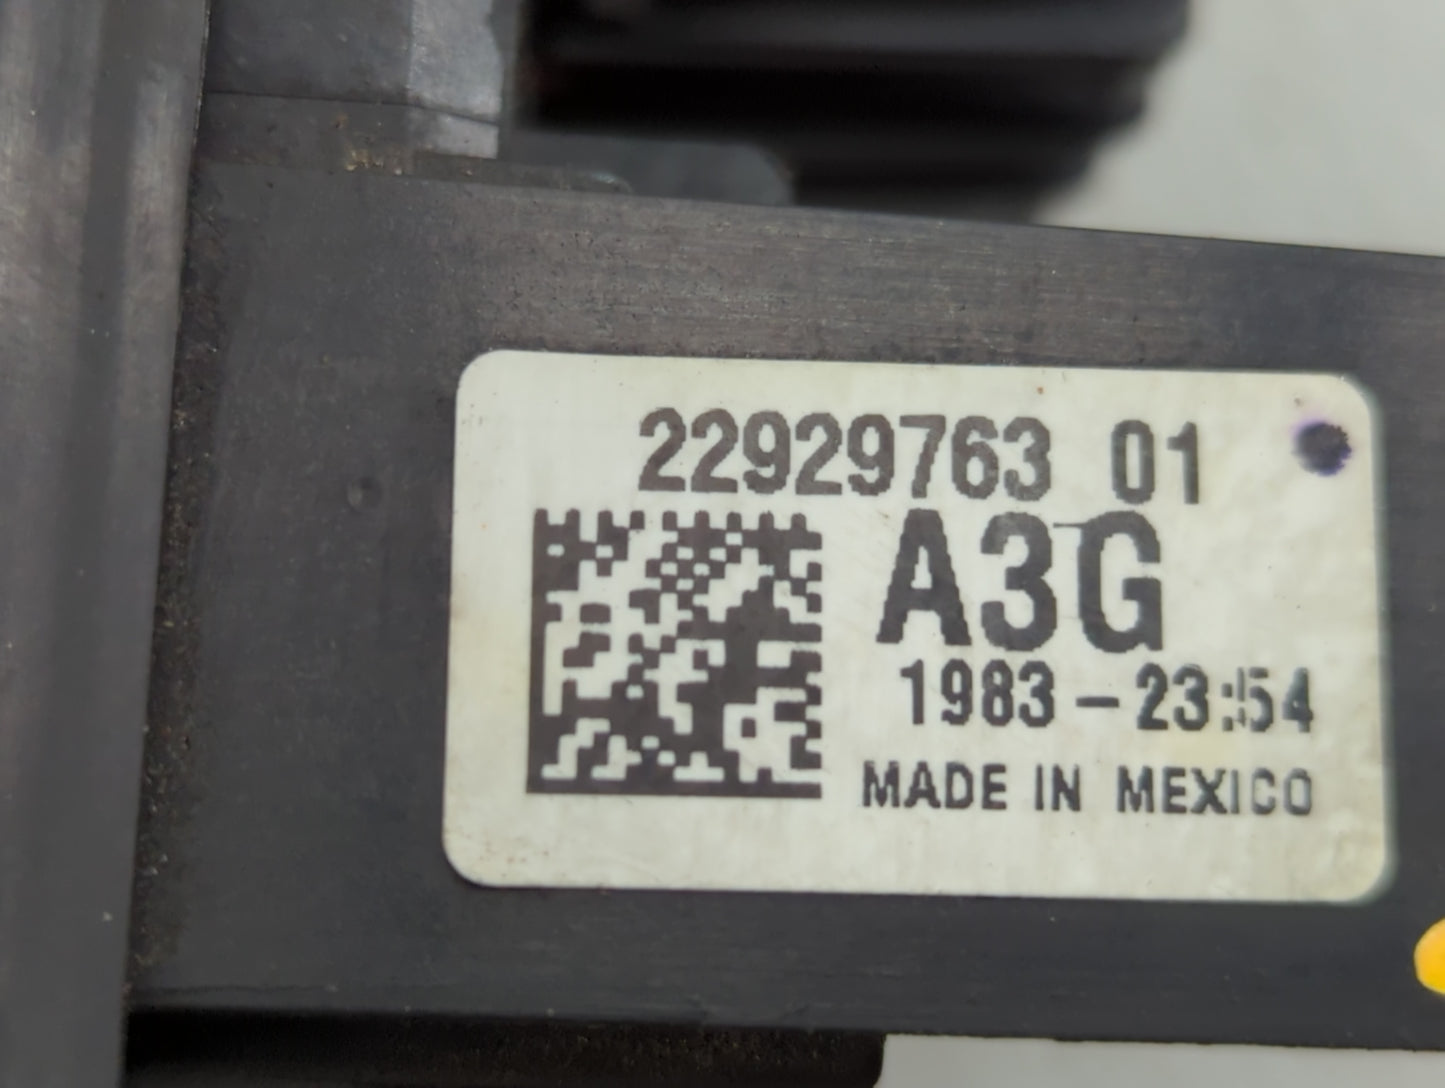 22929763 01
A3G
1983-23:54
MADE IN MEXICO